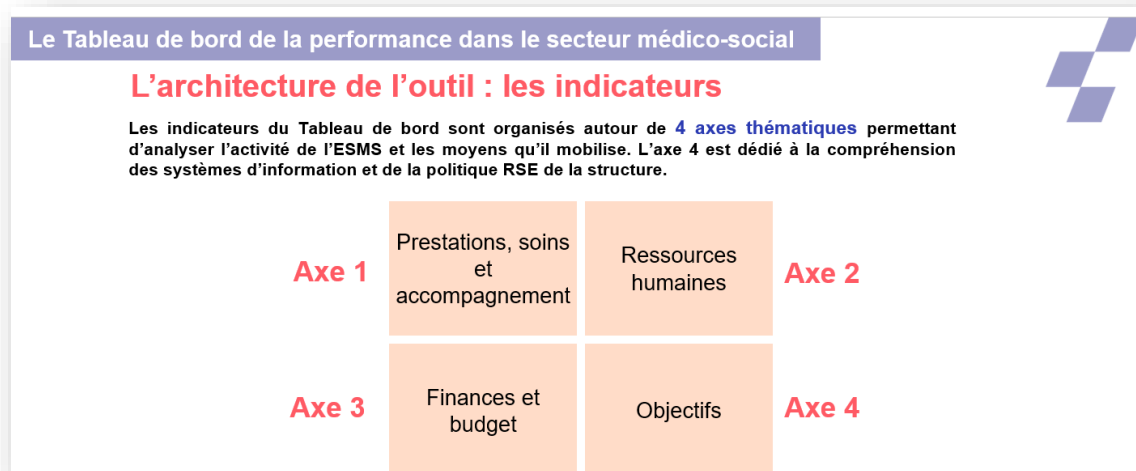 Le Tableau de bord de la performance dans le secteur médico-social
L’architecture de l’outil : les indicateurs
Les indicateurs du Tableau de bord sont organisés autour de 4 axes thématiques permettant
d’analyser l’activité de l’ESMS et les moyens qu’il mobilise. L’axe 4 est dédié à la compréhension
des systèmes d’information et de la politique RSE de la structure.
Axe 1
Prestations, soins
et
accompagnement
Ressources
humaines
Axe 2
Axe 3
Finances et
budget
Objectifs
Axe 4